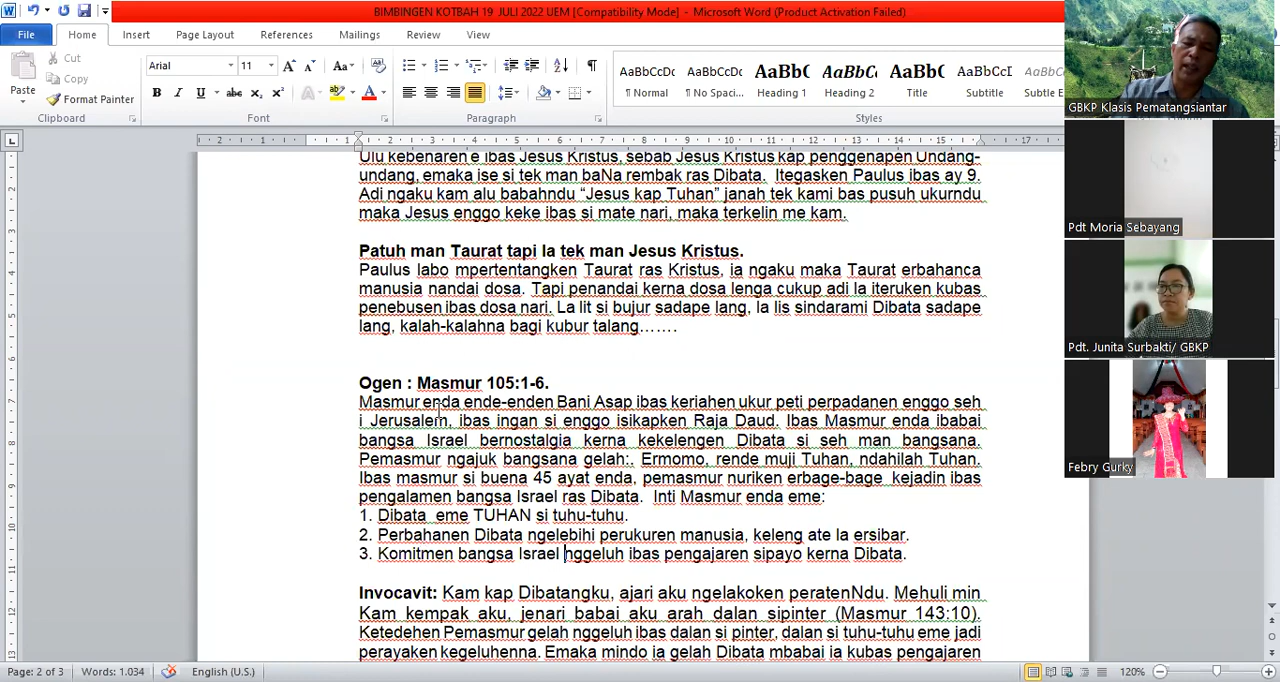 BIMBINGEN KOTBAH 19 JULI 2022 UEM [Compatibility Mode] - Microsoft Word (Product Activation Failed)
File Home Insert Page Layout References Mailings Review View
Cut
Copy
Format Painter
Paste
Arial 11
AaBbCcDc AaBbCcDc AaBbC AaBbCc AaBbC AaBbCcD AaBbCcD
¶ Normal ¶ No Spaci... Heading 1 Heading 2 Title Subtitle Subtle E
Clipboard Font Paragraph Styles
Ulu kebenaren e ibas Jesus Kristus, sebab Jesus Kristus kap penggenapen Undang-
undang, emaka ise si tek man baNa rembak ras Dibata. Itegasken Paulus ibas ay 9.
Adi ngaku kam alu babahndu “Jesus kap Tuhan” janah tek kami bas pusuh ukurndu
maka Jesus enggo keke ibas si mate nari, maka terkelin me kam.
Patuh man Taurat tapi la tek man Jesus Kristus.
Paulus labo mpertentangken Taurat ras Kristus, ia ngaku maka Taurat erbahanca
manusia nandai dosa. Tapi penandai kerna dosa lenga cukup adi la iteruken kubas
penebusen ibas dosa nari. La lit si bujur sadape lang, la lis sindarami Dibata sadape
lang, kalah-kalahna bagi kubur talang…….
Ogen : Masmur 105:1-6.
Masmur enda ende-enden Bani Asap ibas keriahen ukur peti perpadanen enggo seh
i Jerusalem, ibas ingan si enggo isikapken Raja Daud. Ibas Masmur enda ibabai
bangsa Israel bernostalgia kerna kekelengen Dibata si seh man bangsana.
Pemasmur ngajuk bangsana gelah:, Ermomo, rende muji Tuhan, ndahilah Tuhan.
Ibas masmur si buena 45 ayat enda, pemasmur nuriken erbage-bage kejadin ibas
pengalamen bangsa Israel ras Dibata. Inti Masmur enda eme:
1. Dibata eme TUHAN si tuhu-tuhu.
2. Perbahanen Dibata ngelebihi perukuren manusia, keleng ate la ersibar.
3. Komitmen bangsa Israel nggeluh ibas pengajaren sipayo kerna Dibata.
Invocavit: Kam kap Dibatangku, ajari aku ngelakoken peratenNdu. Mehuli min
Kam kempak aku, jenari babai aku arah dalan sipinter (Masmur 143:10).
Ketedehen Pemasmur gelah nggeluh ibas dalan si pinter, dalan si tuhu-tuhu eme jadi
perayaken kegeluhenna. Emaka mindo ia gelah Dibata mbabai ia kubas pengajaren
Page: 2 of 3 Words: 1.034 English (U.S.) 120%
GBKP Klasis Pematangsiantar
Pdt Moria Sebayang
Pdt. Junita Surbakti/ GBKP
Febry Gurky